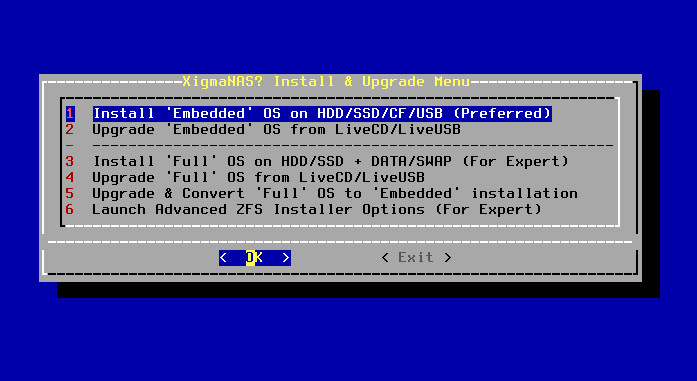 XigmaNAS? Install & Upgrade Menu
1 Install 'Embedded' OS on HDD/SSD/CF/USB (Preferred)
2 Upgrade 'Embedded' OS from LiveCD/LiveUSB
- ----------------------------------------------------------
3 Install 'Full' OS on HDD/SSD + DATA/SWAP (For Expert)
4 Upgrade 'Full' OS from LiveCD/LiveUSB
5 Upgrade & Convert 'Full' OS to 'Embedded' installation
6 Launch Advanced ZFS Installer Options (For Expert)
< OK > < Exit >